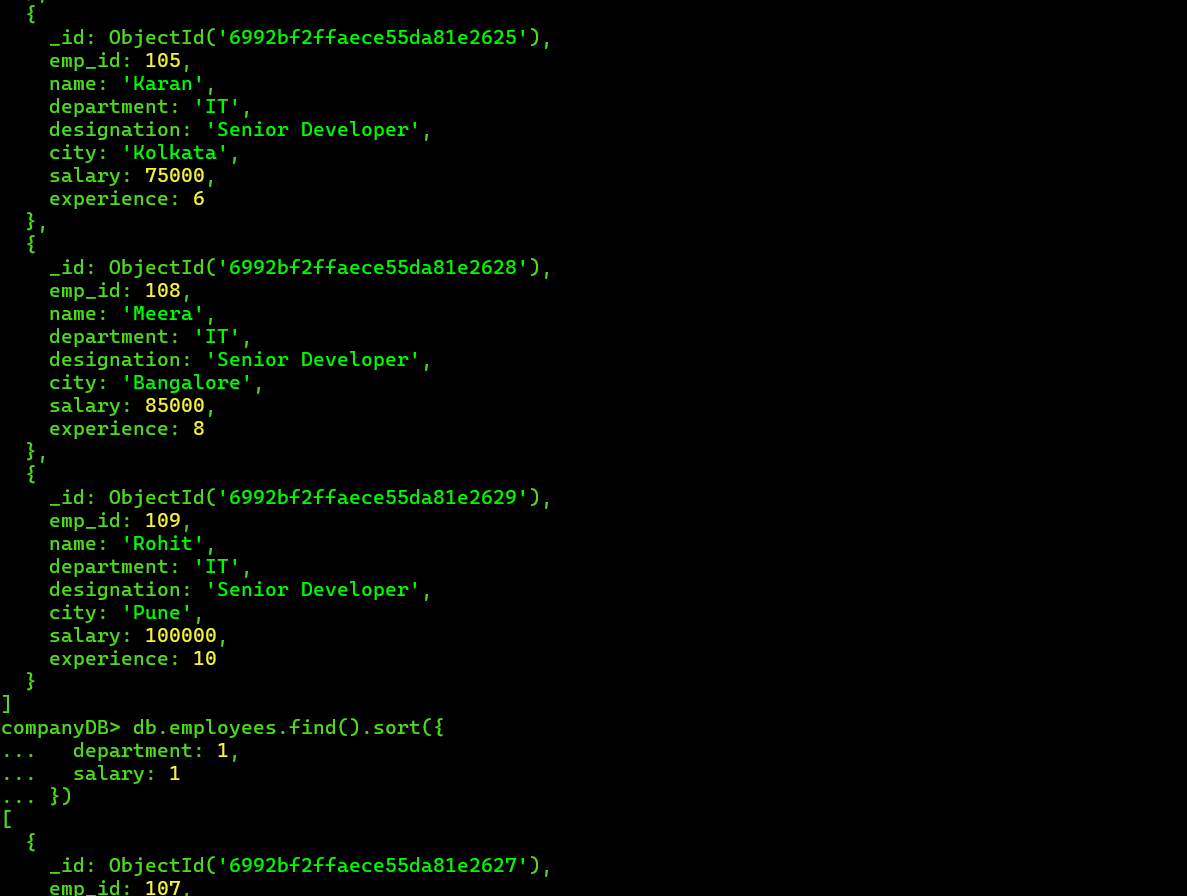 {
_id: ObjectId('6992bf2ffaece55da81e2625'),
emp_id: 105,
name: 'Karan',
department: 'IT',
designation: 'Senior Developer',
city: 'Kolkata',
salary: 75000,
experience: 6
},
{
_id: ObjectId('6992bf2ffaece55da81e2628'),
emp_id: 108,
name: 'Meera',
department: 'IT',
designation: 'Senior Developer',
city: 'Bangalore',
salary: 85000,
experience: 8
},
{
_id: ObjectId('6992bf2ffaece55da81e2629'),
emp_id: 109,
name: 'Rohit',
department: 'IT',
designation: 'Senior Developer',
city: 'Pune',
salary: 100000,
experience: 10
}
]
companyDB> db.employees.find().sort({
...   department: 1,
...   salary: 1
... })
[
{
_id: ObjectId('6992bf2ffaece55da81e2627'),
emp_id: 107,